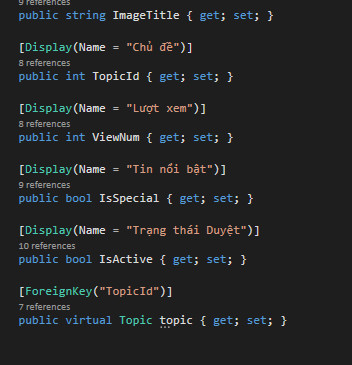 9 references
public string ImageTitle { get; set; }
[Display(Name = "Chủ đề")]
8 references
public int TopicId { get; set; }
[Display(Name = "Lượt xem")]
8 references
public int ViewNum { get; set; }
[Display(Name = "Tin nổi bật")]
9 references
public bool IsSpecial { get; set; }
[Display(Name = "Trạng thái Duyệt")]
10 references
public bool IsActive { get; set; }
[ForeignKey("TopicId")]
7 references
public virtual Topic topic { get; set; }